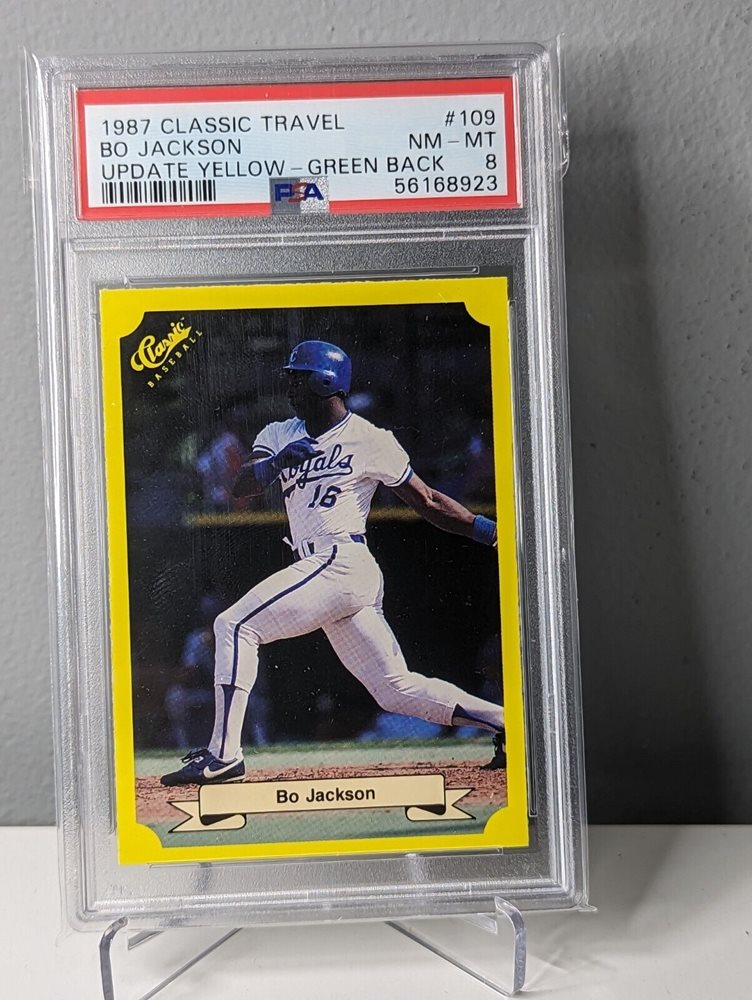 1987 CLASSIC TRAVEL #109
BO JACKSON NM - MT
UPDATE YELLOW - GREEN BACK 8
PSA 56168923
Classic™
BASEBALL
Royals
16
Bo Jackson